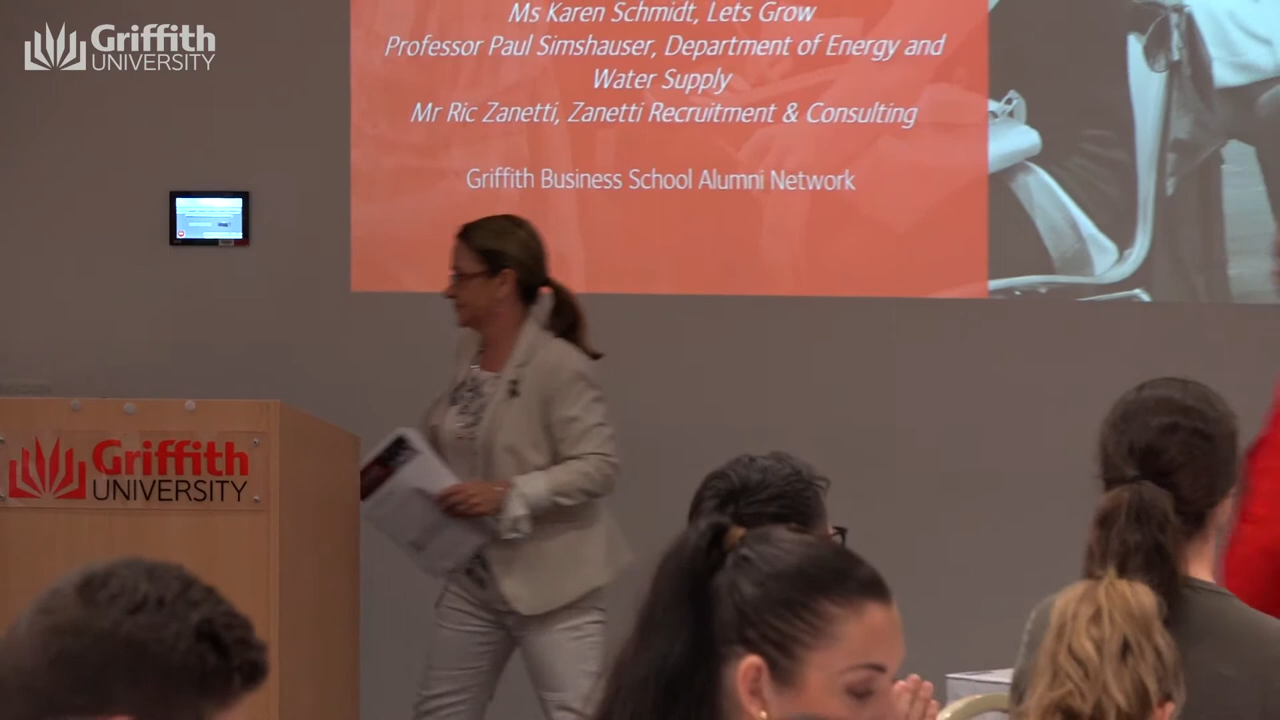 Griffith
UNIVERSITY
Ms Karen Schmidt, Lets Grow
Professor Paul Simshauser, Department of Energy and
Water Supply
Mr Ric Zanetti, Zanetti Recruitment & Consulting
Griffith Business School Alumni Network
Griffith
UNIVERSITY